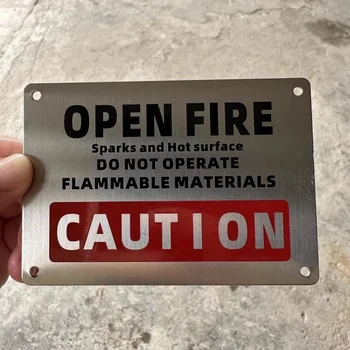 OPEN FIRE
Sparks and Hot surface
DO NOT OPERATE
FLAMMABLE MATERIALS
CAUTION